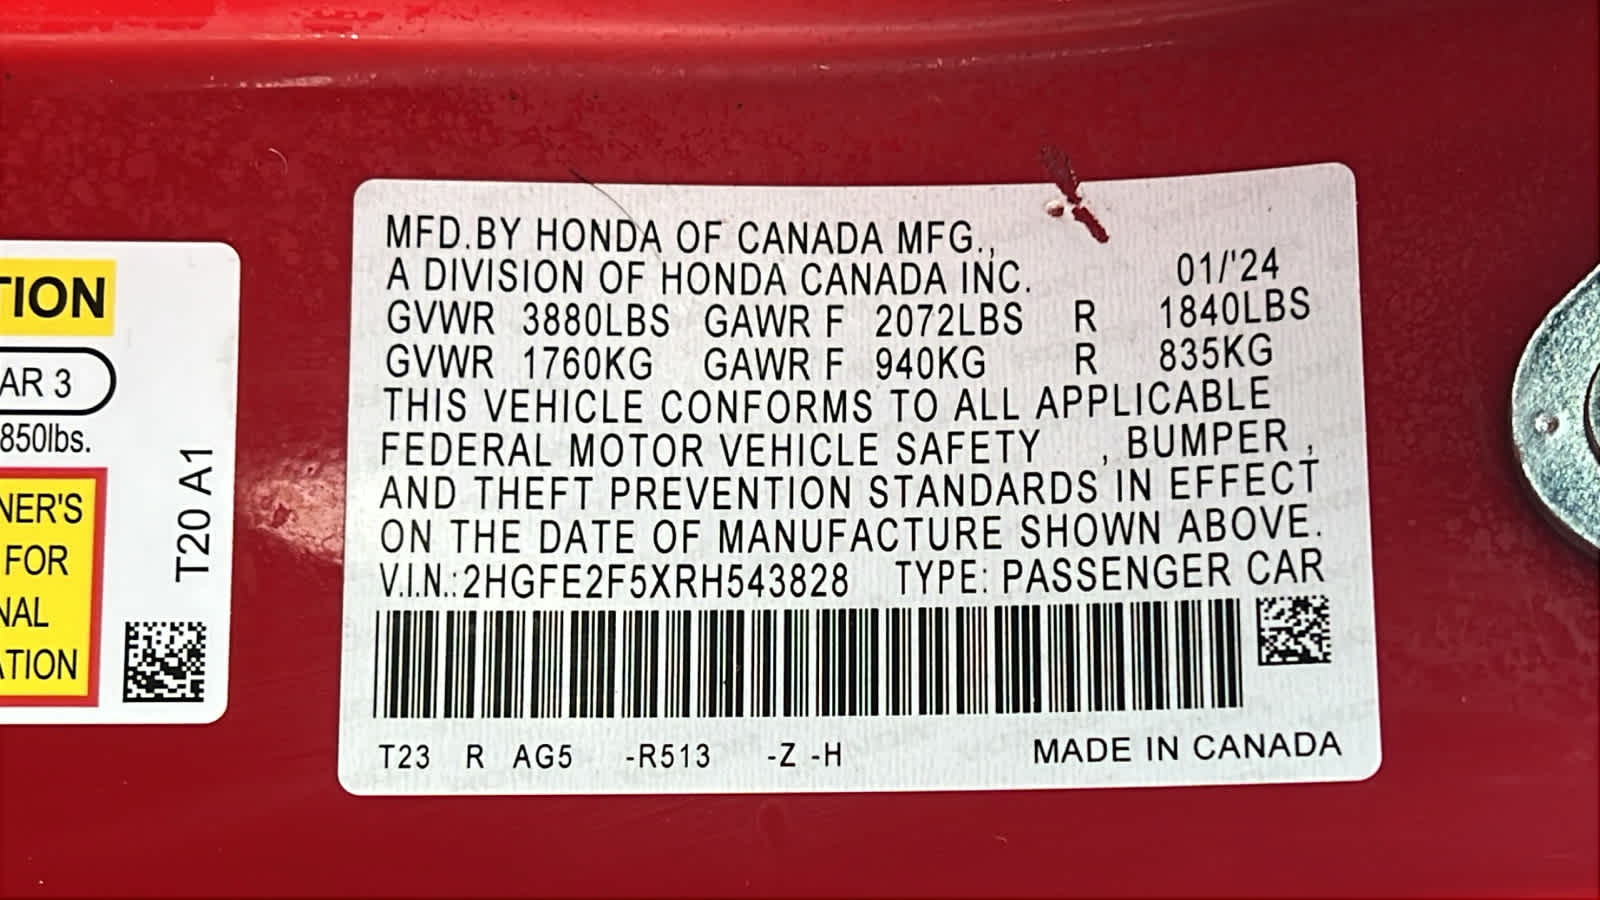 TION
AR 3
850lbs.
NER'S
FOR
NAL
ATION
T20 A1
MFD.BY HONDA OF CANADA MFG.,
A DIVISION OF HONDA CANADA INC. 01/'24
GVWR 3880LBS GAWR F 2072LBS R 1840LBS
GVWR 1760KG GAWR F 940KG R 835KG
THIS VEHICLE CONFORMS TO ALL APPLICABLE
FEDERAL MOTOR VEHICLE SAFETY , BUMPER ,
AND THEFT PREVENTION STANDARDS IN EFFECT
ON THE DATE OF MANUFACTURE SHOWN ABOVE.
V.I.N.:2HGFE2F5XRH543828 TYPE: PASSENGER CAR
T23 R AG5 -R513 -Z -H MADE IN CANADA